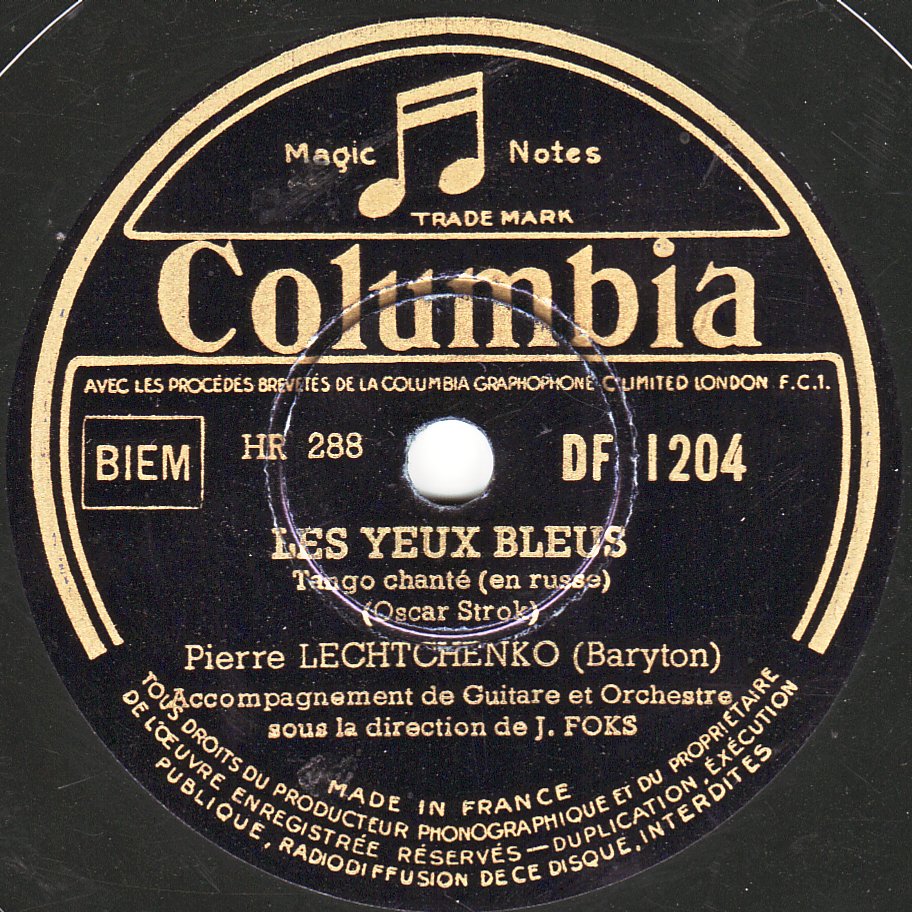 Magic Notes
TRADE MARK
Columbia
AVEC LES PROCÉDÉS BREVETÉS DE LA COLUMBIA GRAPHOPHONE C LIMITED LONDON F.C.1.
BIEM
HR 288
DF 1204
LES YEUX BLEUS
Tango chanté (en russe)
(Oscar Strok)
Pierre LECHTCHENKO (Baryton)
Accompagnement de Guitare et Orchestre
sous la direction de J. FOKS
MADE IN FRANCE
TOUS DROITS DU PRODUCTEUR PHONOGRAPHIQUE ET DU PROPRIÉTAIRE
DE L'ŒUVRE ENREGISTRÉE RÉSERVÉS — DUPLICATION, EXÉCUTION
PUBLIQUE, RADIODIFFUSION DE CE DISQUE, INTERDITES